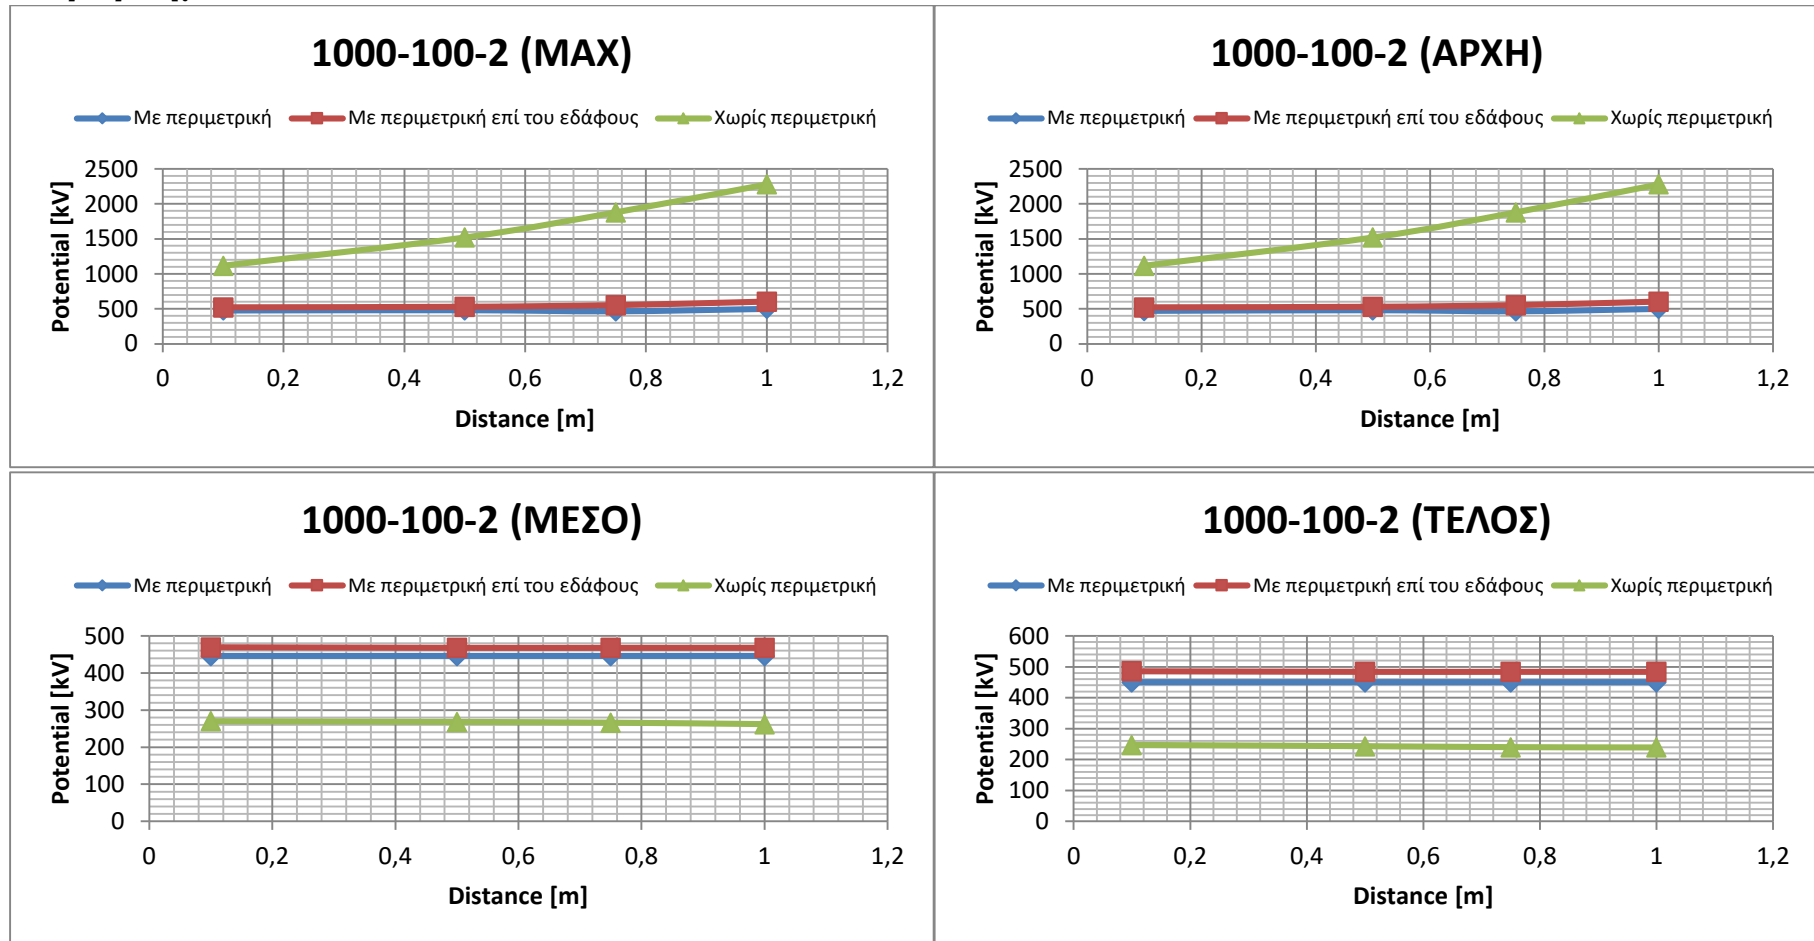 1000-100-2 (MAX)
Με περιμετρική Με περιμετρική επί του εδάφους Χωρίς περιμετρική
Potential [kV]
2500
2000
1500
1000
500
0
0 0,2 0,4 0,6 0,8 1 1,2
Distance [m]
1000-100-2 (ΑΡΧΗ)
Με περιμετρική Με περιμετρική επί του εδάφους Χωρίς περιμετρική
Potential [kV]
2500
2000
1500
1000
500
0
0 0,2 0,4 0,6 0,8 1 1,2
Distance [m]
1000-100-2 (ΜΕΣΟ)
Με περιμετρική Με περιμετρική επί του εδάφους Χωρίς περιμετρική
Potential [kV]
500
400
300
200
100
0
0 0,2 0,4 0,6 0,8 1 1,2
Distance [m]
1000-100-2 (ΤΕΛΟΣ)
Με περιμετρική Με περιμετρική επί του εδάφους Χωρίς περιμετρική
Potential [kV]
600
500
400
300
200
100
0
0 0,2 0,4 0,6 0,8 1 1,2
Distance [m]